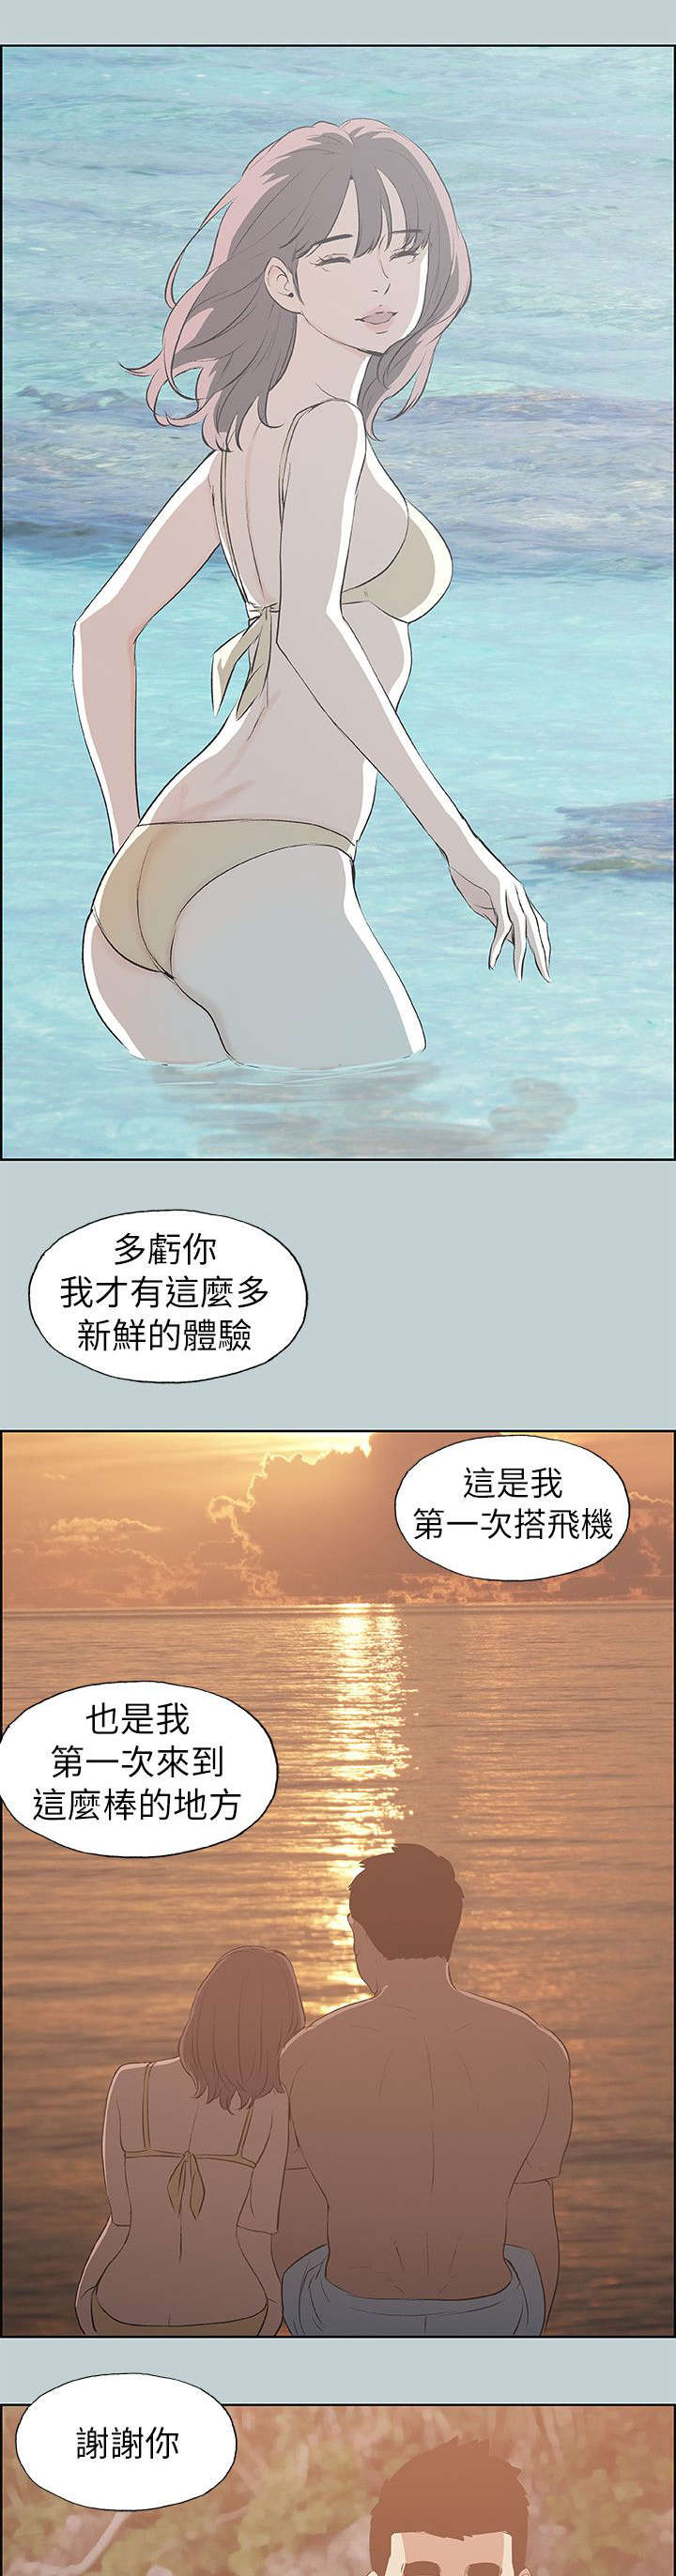 多虧你
我才有這麼多
新鮮的體驗
這是我
第一次搭飛機
也是我
第一次來到
這麼棒的地方
謝謝你